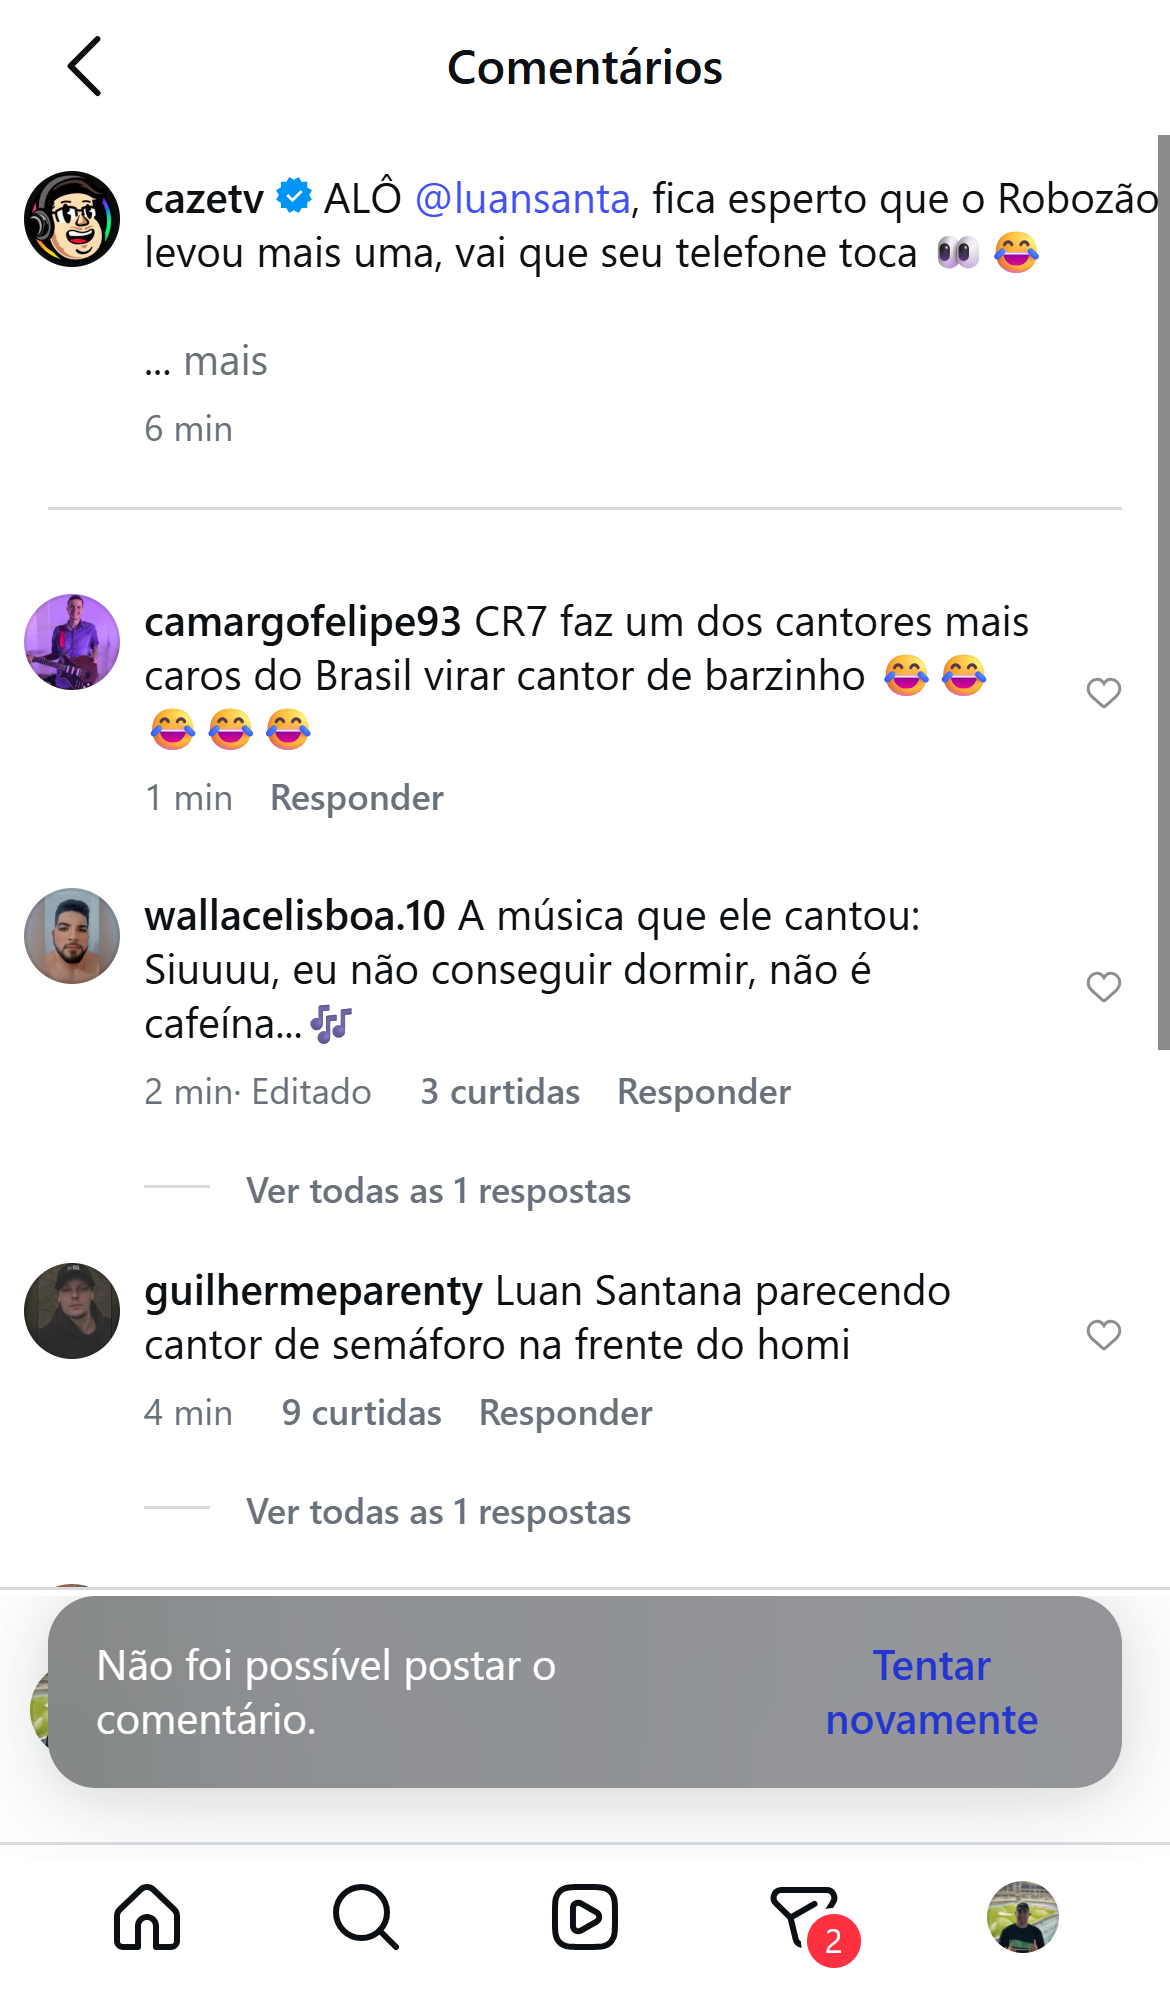 Comentários
cazetv ALÔ @luansanta, fica esperto que o Robozão
levou mais uma, vai que seu telefone toca 👀 😂
... mais
6 min
camargofelipe93 CR7 faz um dos cantores mais
caros do Brasil virar cantor de barzinho 😂 😂
😂 😂 😂
1 min Responder
wallacelisboa.10 A música que ele cantou:
Siuuuu, eu não conseguir dormir, não é
cafeína...🎶
2 min· Editado 3 curtidas Responder
Ver todas as 1 respostas
guilhermeparenty Luan Santana parecendo
cantor de semáforo na frente do homi
4 min 9 curtidas Responder
Ver todas as 1 respostas
Não foi possível postar o
comentário.
Tentar
novamente
2